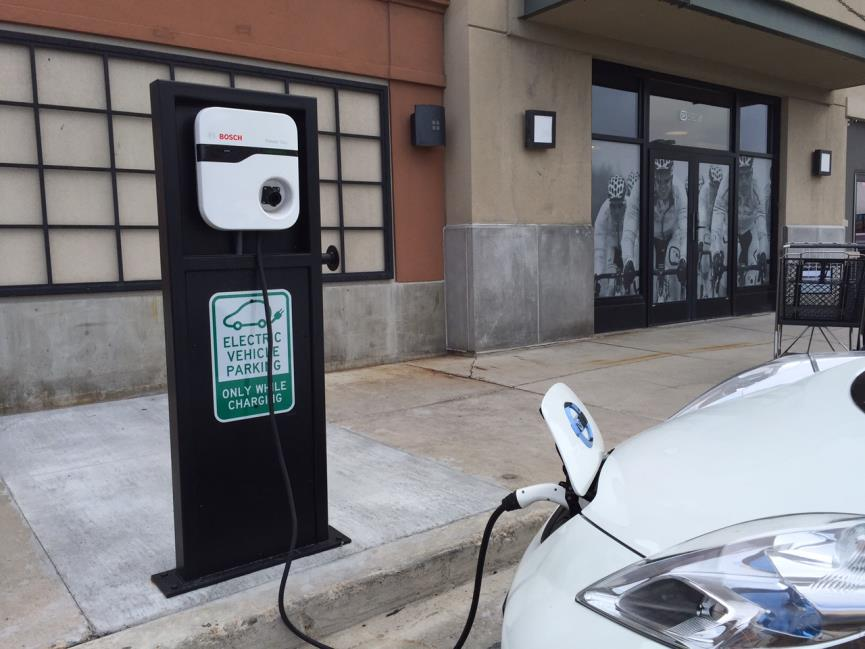 BOSCH
ELECTRIC
VEHICLE
PARKING
ONLY WHILE
CHARGING